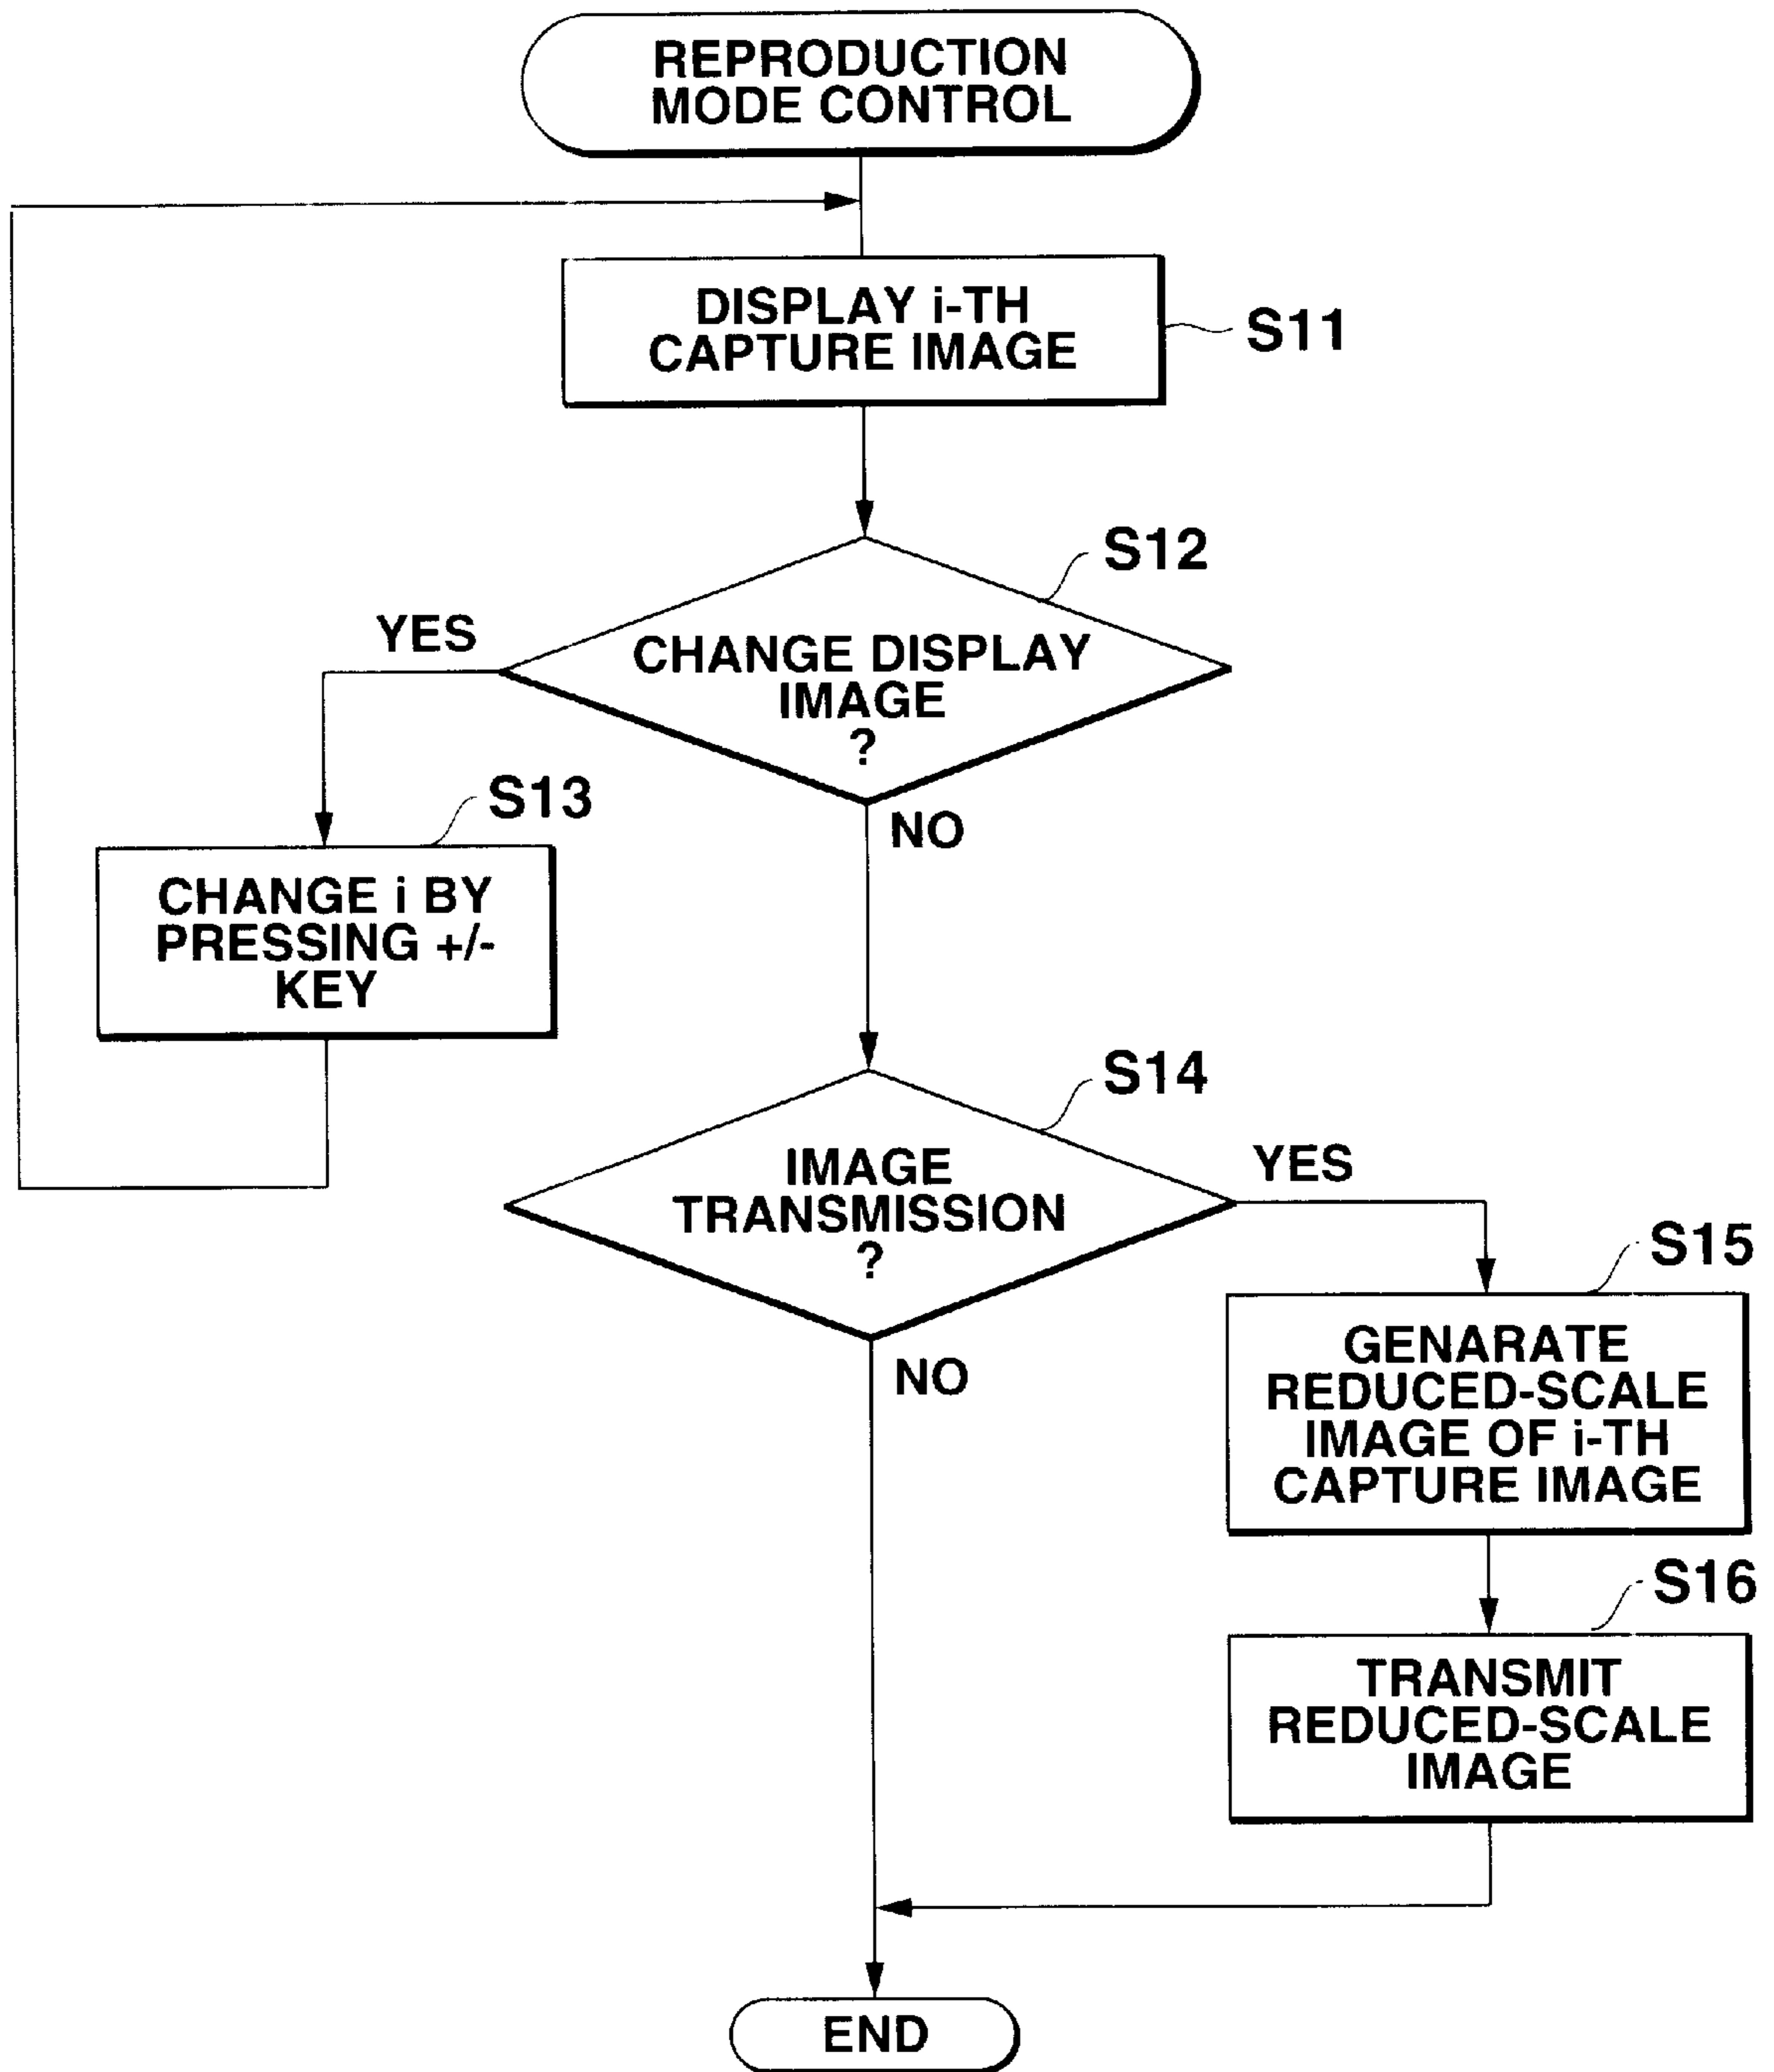 REPRODUCTION
MODE CONTROL
DISPLAY i-TH
CAPTURE IMAGE
S11
S12
YES
CHANGE DISPLAY
IMAGE
?
NO
S13
CHANGE i BY
PRESSING +/-
KEY
S14
IMAGE
TRANSMISSION
?
YES
NO
S15
GENARATE
REDUCED-SCALE
IMAGE OF i-TH
CAPTURE IMAGE
S16
TRANSMIT
REDUCED-SCALE
IMAGE
END